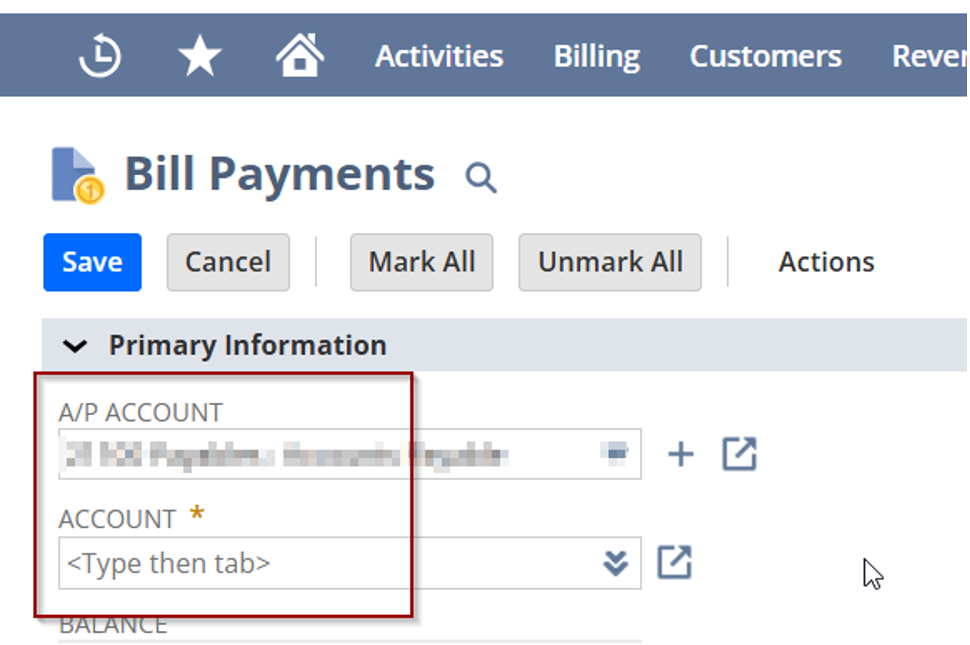 Activities Billing Customers Rever
Bill Payments
Save Cancel Mark All Unmark All Actions
Primary Information
A/P ACCOUNT
ACCOUNT *
<Type then tab>
BALANCE